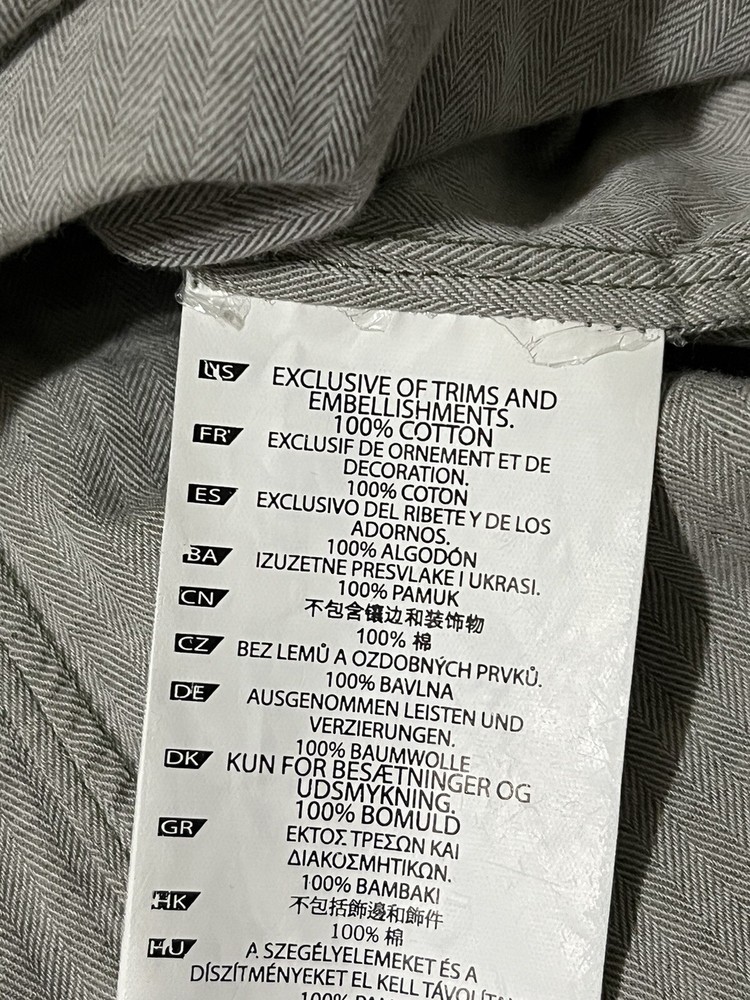 US EXCLUSIVE OF TRIMS AND
EMBELLISHMENTS.
100% COTTON
FR EXCLUSIF DE ORNEMENT ET DE
DECORATION.
100% COTON
ES EXCLUSIVO DEL RIBETE Y DE LOS
ADORNOS.
100% ALGODÓN
BA IZUZETNE PRESVLAKE I UKRASI.
100% PAMUK
CN 不包含镶边和装饰物
100% 棉
CZ BEZ LEMŮ A OZDOBNÝCH PRVKŮ.
100% BAVLNA
DE AUSGENOMMEN LEISTEN UND
VERZIERUNGEN.
100% BAUMWOLLE
DK KUN FOR BESÆTNINGER OG
UDSMYKNING.
100% BOMULD
GR ΕΚΤΟΣ ΤΡΕΣΩΝ ΚΑΙ
ΔΙΑΚΟΣΜΗΤΙΚΩΝ.
100% ΒΑΜΒΑΚΙ
HK 不包括飾邊和飾件
100% 棉
HU A SZEGÉLYELEMEKET ÉS A
DÍSZÍTMÉNYEKET EL KELL
100%